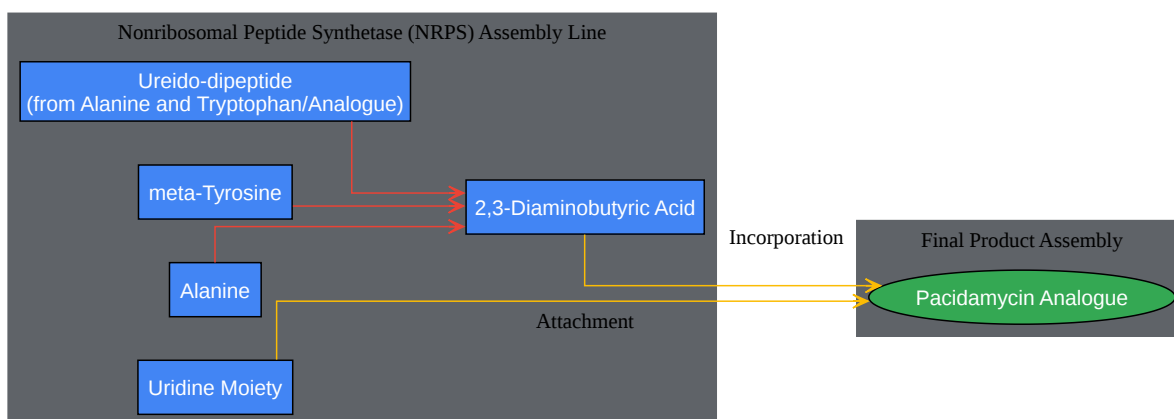 Nonribosomal Peptide Synthetase (NRPS) Assembly Line
Ureido-dipeptide
(from Alanine and Tryptophan/Analogue)
meta-Tyrosine
2,3-Diaminobutyric Acid
Alanine
Uridine Moiety
Incorporation
Attachment
Final Product Assembly
Pacidamycin Analogue